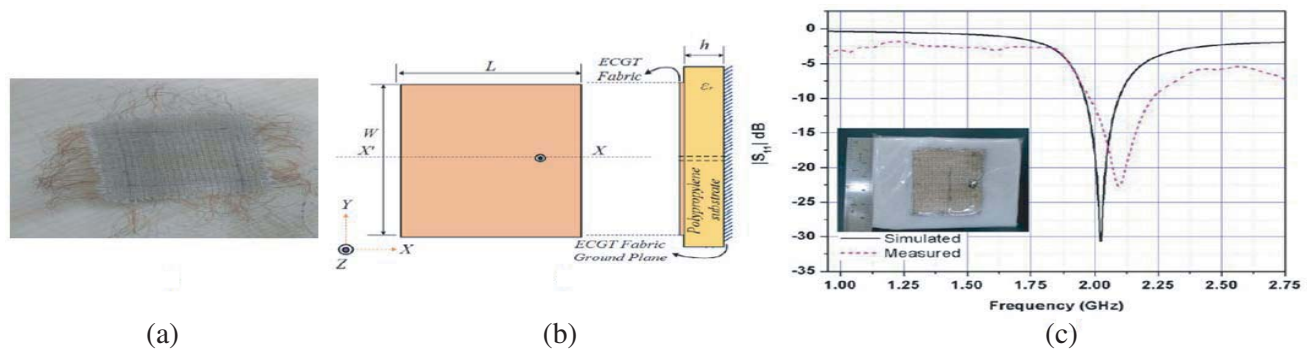 ECGT
Fabric
h
L
εr
W
X'
X
Polypropylene
substrate
Y
Z
X
ECGT Fabric
Ground Plane
0
-5
-10
-15
-20
-25
-30
-35
|S11| dB
Simulated
Measured
1.00 1.25 1.50 1.75 2.00 2.25 2.50 2.75
Frequency (GHz)
(a) (b) (c)